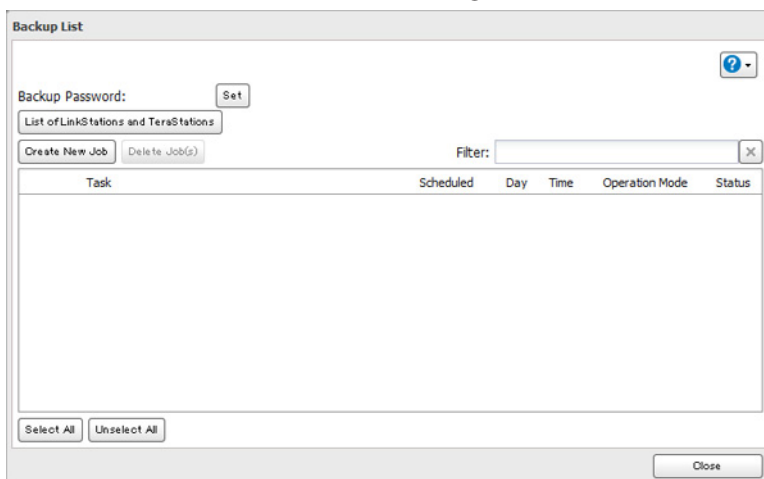 Backup List
?
Backup Password: Set
List of LinkStations and TeraStations
Create New Job Delete Job(s) Filter:
Task Scheduled Day Time Operation Mode Status
Select All Unselect All
Close